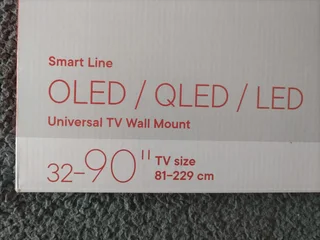 Smart Line
OLED / QLED / LED
Universal TV Wall Mount
32-90" TV size
81-229 cm